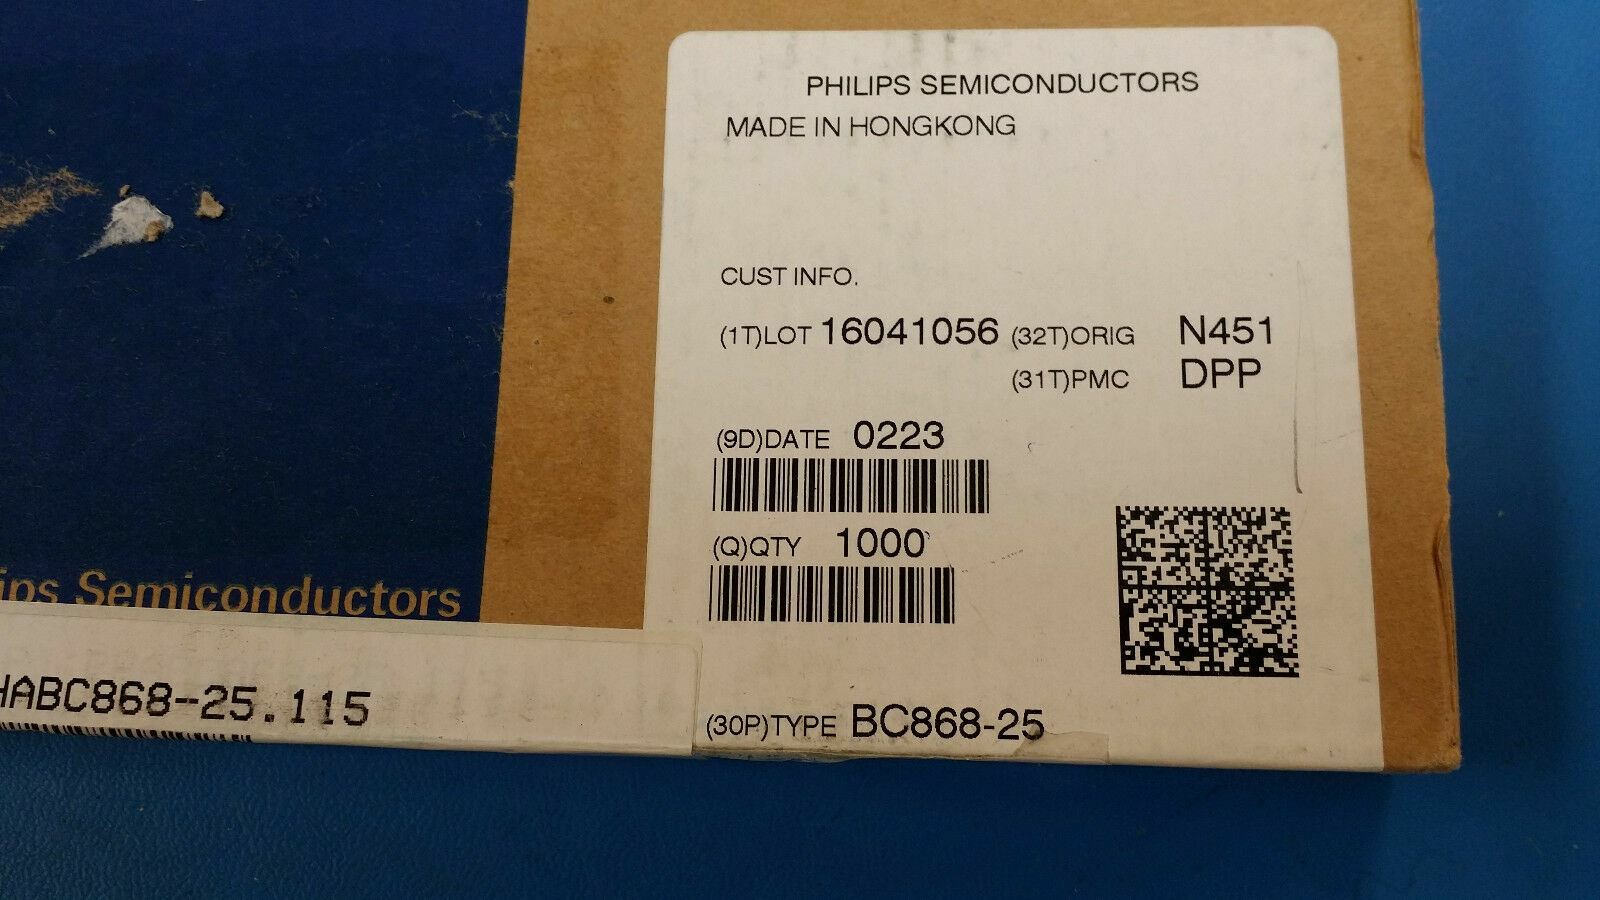 PHILIPS SEMICONDUCTORS
MADE IN HONGKONG
CUST INFO.
(1T)LOT 16041056 (32T)ORIG N451
(31T)PMC DPP
(9D)DATE 0223
(Q)QTY 1000
(30P)TYPE BC868-25
ips Semiconductors
HABC868-25.115